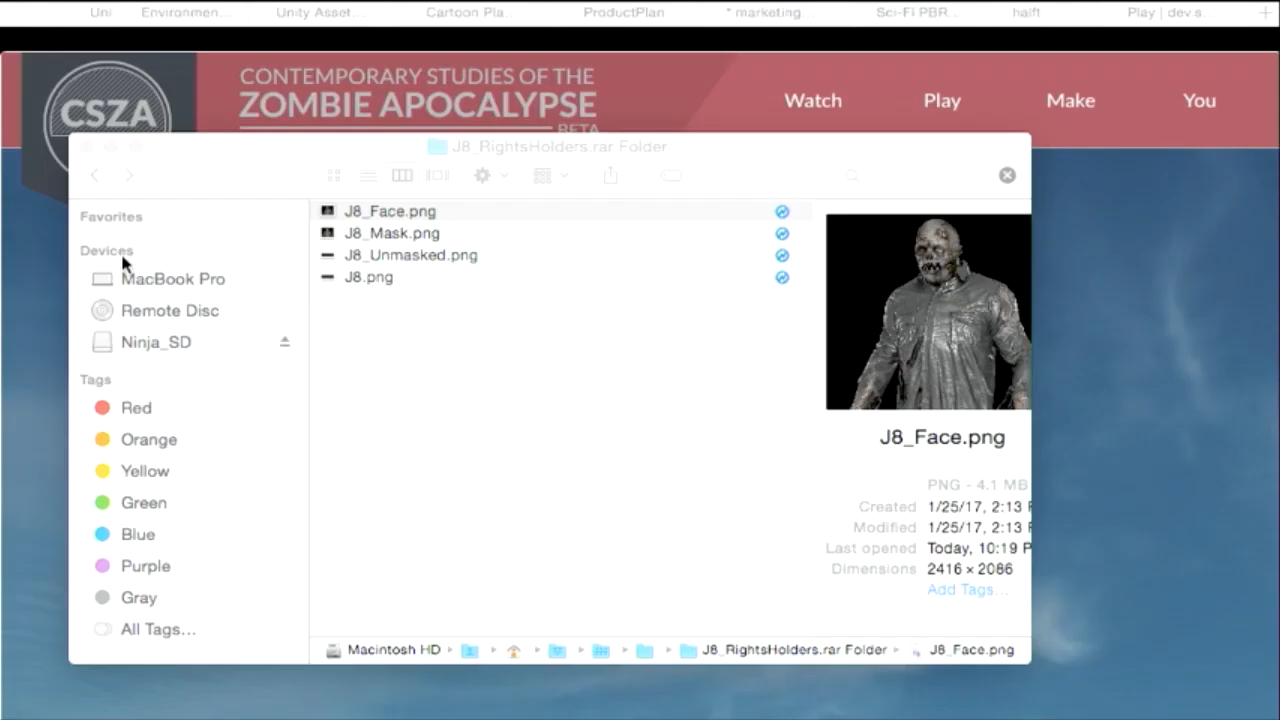 Uni Environmen... Unity Asset... Cartoon Pla... ProductPlan * marketing... Sci-Fi PBR... haift Play | dev.s... +
CSZA
CONTEMPORARY STUDIES OF THE
ZOMBIE APOCALYPSE
BETA
Watch Play Make You
J8_RightsHolders.rar Folder
Favorites
Devices
MacBook Pro
Remote Disc
Ninja_SD
Tags
Red
Orange
Yellow
Green
Blue
Purple
Gray
All Tags...
J8_Face.png
J8_Mask.png
J8_Unmasked.png
J8.png
J8_Face.png
PNG - 4.1 MB
Created 1/25/17, 2:13 P
Modified 1/25/17, 2:13 P
Last opened Today, 10:19 P
Dimensions 2416 × 2086
Add Tags...
Macintosh HD J8_RightsHolders.rar Folder J8_Face.png